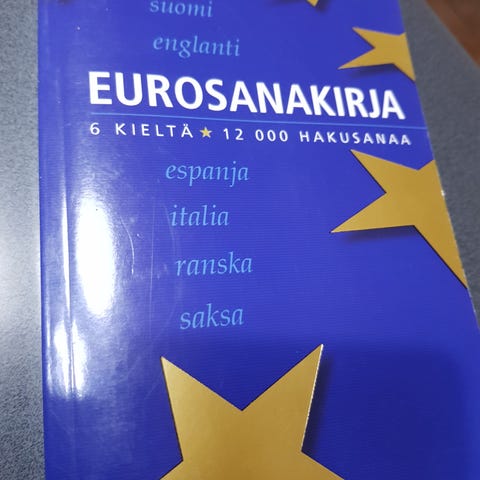 suomi
englanti
EUROSANAKIRJA
6 KIELTÄ ★ 12 000 HAKUSANAA
espanja
italia
ranska
saksa